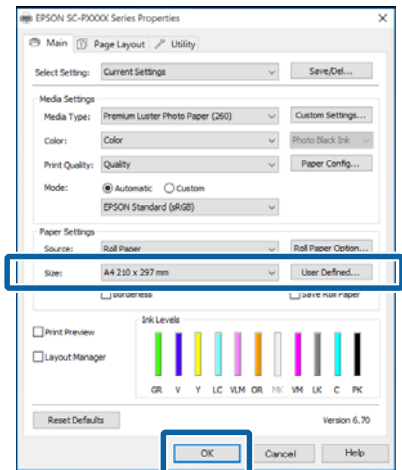 EPSON SC-PXXXX Series Properties
Main Page Layout Utility
Select Setting: Current Settings Save/Del...
Media Settings
Media Type: Premium Luster Photo Paper (260) Custom Settings...
Color: Color Photo Black Ink
Print Quality: Quality Paper Config...
Mode: Automatic Custom
EPSON Standard (sRGB)
Paper Settings
Source: Roll Paper Roll Paper Option...
Size: A4 210 x 297 mm User Defined...
Borderless Save Roll Paper
Print Preview
Layout Manager
Ink Levels
GR V Y LC VLM OR MK VM LK C PK
Reset Defaults Version 6.70
OK Cancel Help